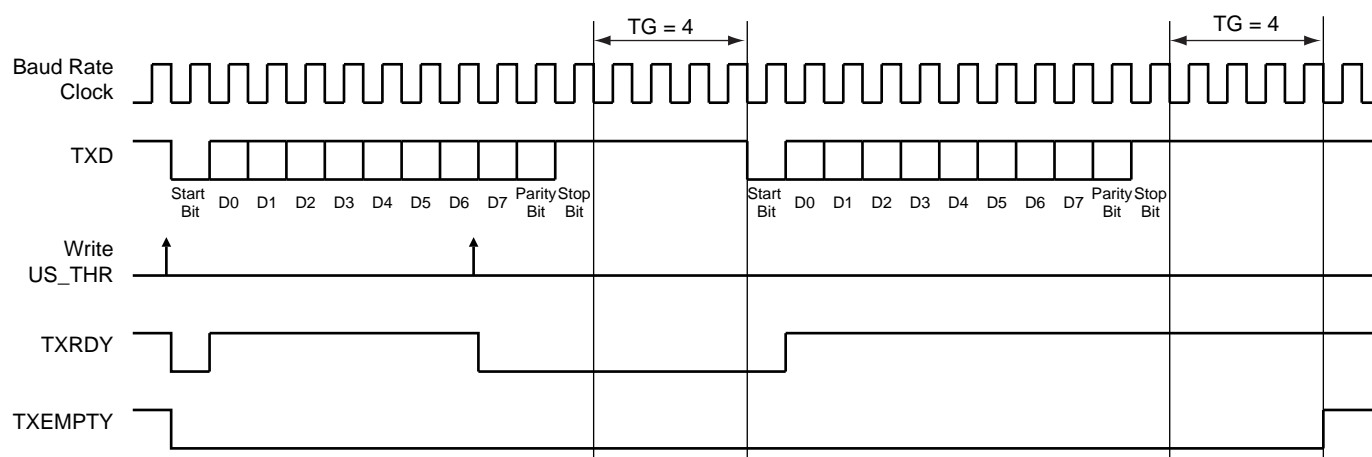 TG = 4
TG = 4
Baud Rate
Clock
TXD
Start
Bit
D0
D1
D2
D3
D4
D5
D6
D7
Parity
Bit
Stop
Bit
Start
Bit
D0
D1
D2
D3
D4
D5
D6
D7
Parity
Bit
Stop
Bit
Write
US_THR
TXRDY
TXEMPTY